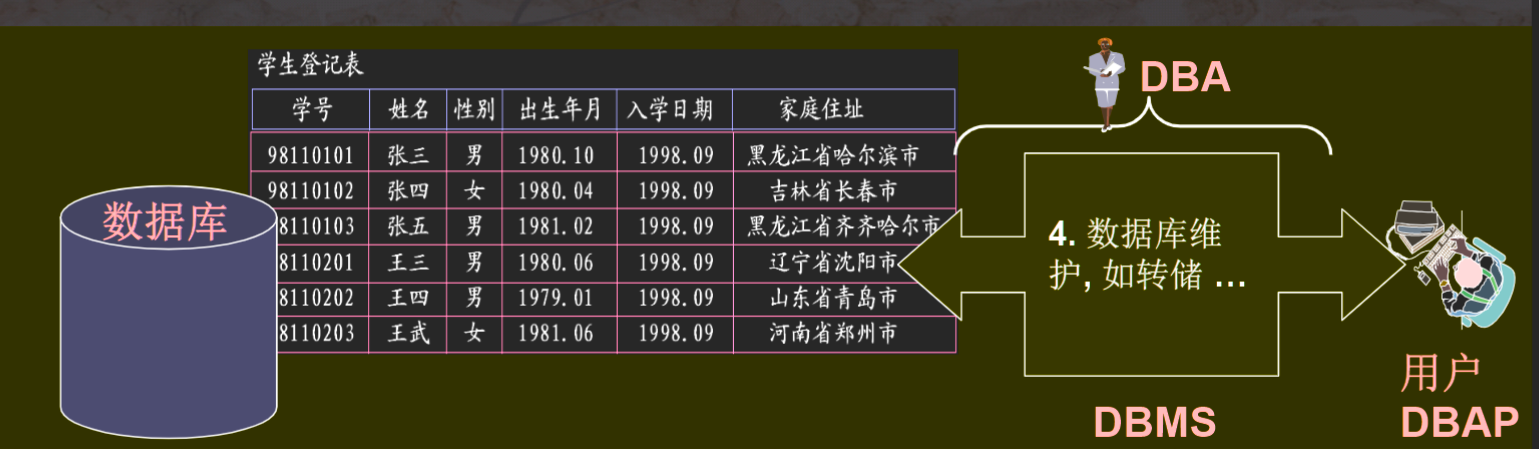 学生登记表
学号 姓名 性别 出生年月 入学日期 家庭住址
98110101 张三 男 1980.10 1998.09 黑龙江省哈尔滨市
98110102 张四 女 1980.04 1998.09 吉林省长春市
8110103 张五 男 1981.02 1998.09 黑龙江省齐齐哈尔市
8110201 王三 男 1980.06 1998.09 辽宁省沈阳市
8110202 王四 男 1979.01 1998.09 山东省青岛市
8110203 王武 女 1981.06 1998.09 河南省郑州市
数据库
DBA
4. 数据库维
护, 如转储 ...
DBMS
用户
DBAP